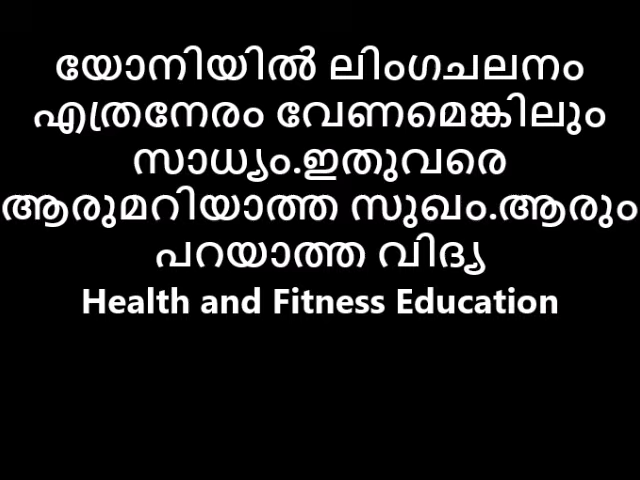 യോനിയിൽ ലിംഗചലനം
എത്രനേരം വേണമെങ്കിലും
സാധ്യം.ഇതുവരെ
ആരുമറിയാത്ത സുഖം.ആരും
പറയാത്ത വിദ്യ
Health and Fitness Education